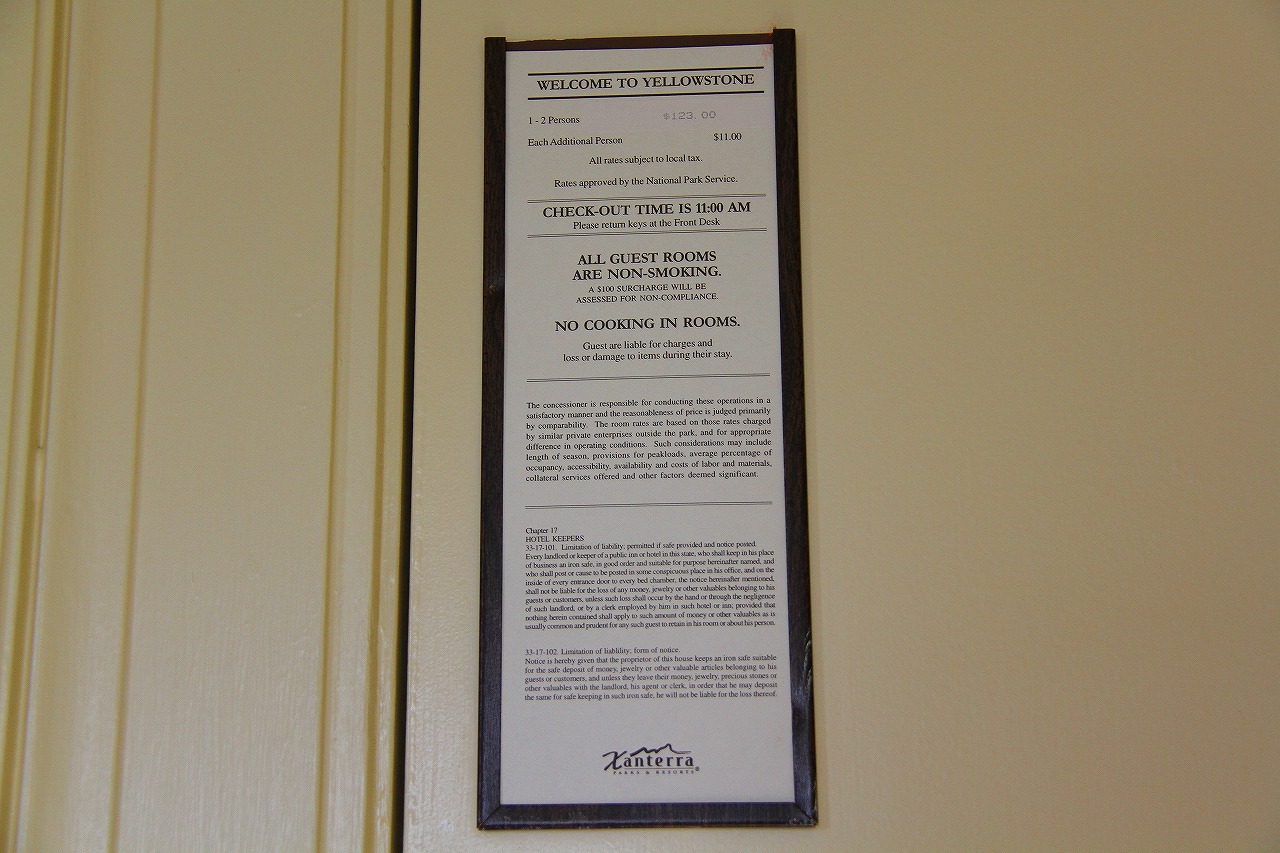 WELCOME TO YELLOWSTONE
1 - 2 Persons $123.00
Each Additional Person $11.00
All rates subject to local tax.
Rates approved by the National Park Service.
CHECK-OUT TIME IS 11:00 AM
Please return keys at the Front Desk
ALL GUEST ROOMS
ARE NON-SMOKING.
A $100 SURCHARGE WILL BE
ASSESSED FOR NON-COMPLIANCE.
NO COOKING IN ROOMS.
Guest are liable for charges and
loss or damage to items during their stay.
The concessioner is responsible for conducting these operations in a
satisfactory manner and the reasonableness of price is judged primarily
by comparability. The room rates are based on those rates charged
by similar private enterprises outside the park, and for appropriate
difference in operating conditions. Such considerations may include
length of season, provisions for peakloads, average percentage of
occupancy, accessibility, availability and costs of labor and materials,
collateral services offered and other factors deemed significant.
Chapter 17
HOTEL KEEPERS
33-17-101. Limitation of liability; permitted if safe provided and notice posted.
Every landlord or keeper of a public inn or hotel in this state, who shall keep in his place
of business an iron safe, in good order and suitable for purpose hereinafter named, and
who shall post or cause to be posted in some conspicuous place in his office, and on the
inside of every entrance door to every bed chamber, the notice hereinafter mentioned,
shall not be liable for the loss of any money, jewelry or other valuables belonging to his
guests or customers, unless such loss shall occur by the hand or through the negligence
of such landlord, or by a clerk employed by him in such hotel or inn; provided that
nothing herein contained shall apply to such amount of money or other valuables as is
usually common and prudent for any such guest to retain in his room or about his person.
33-17-102. Limitation of liablility; form of notice.
Notice is hereby given that the proprietor of this house keeps an iron safe suitable
for the safe deposit of money, jewelry or other valuable articles belonging to his
guests or customers, and unless they leave their money, jewelry, precious stones or
other valuables with the landlord, his agent or clerk, in order that he may deposit
the same for safe keeping in such iron safe, he will not be liable for the loss thereof.
Xanterra
PARKS & RESORTS®